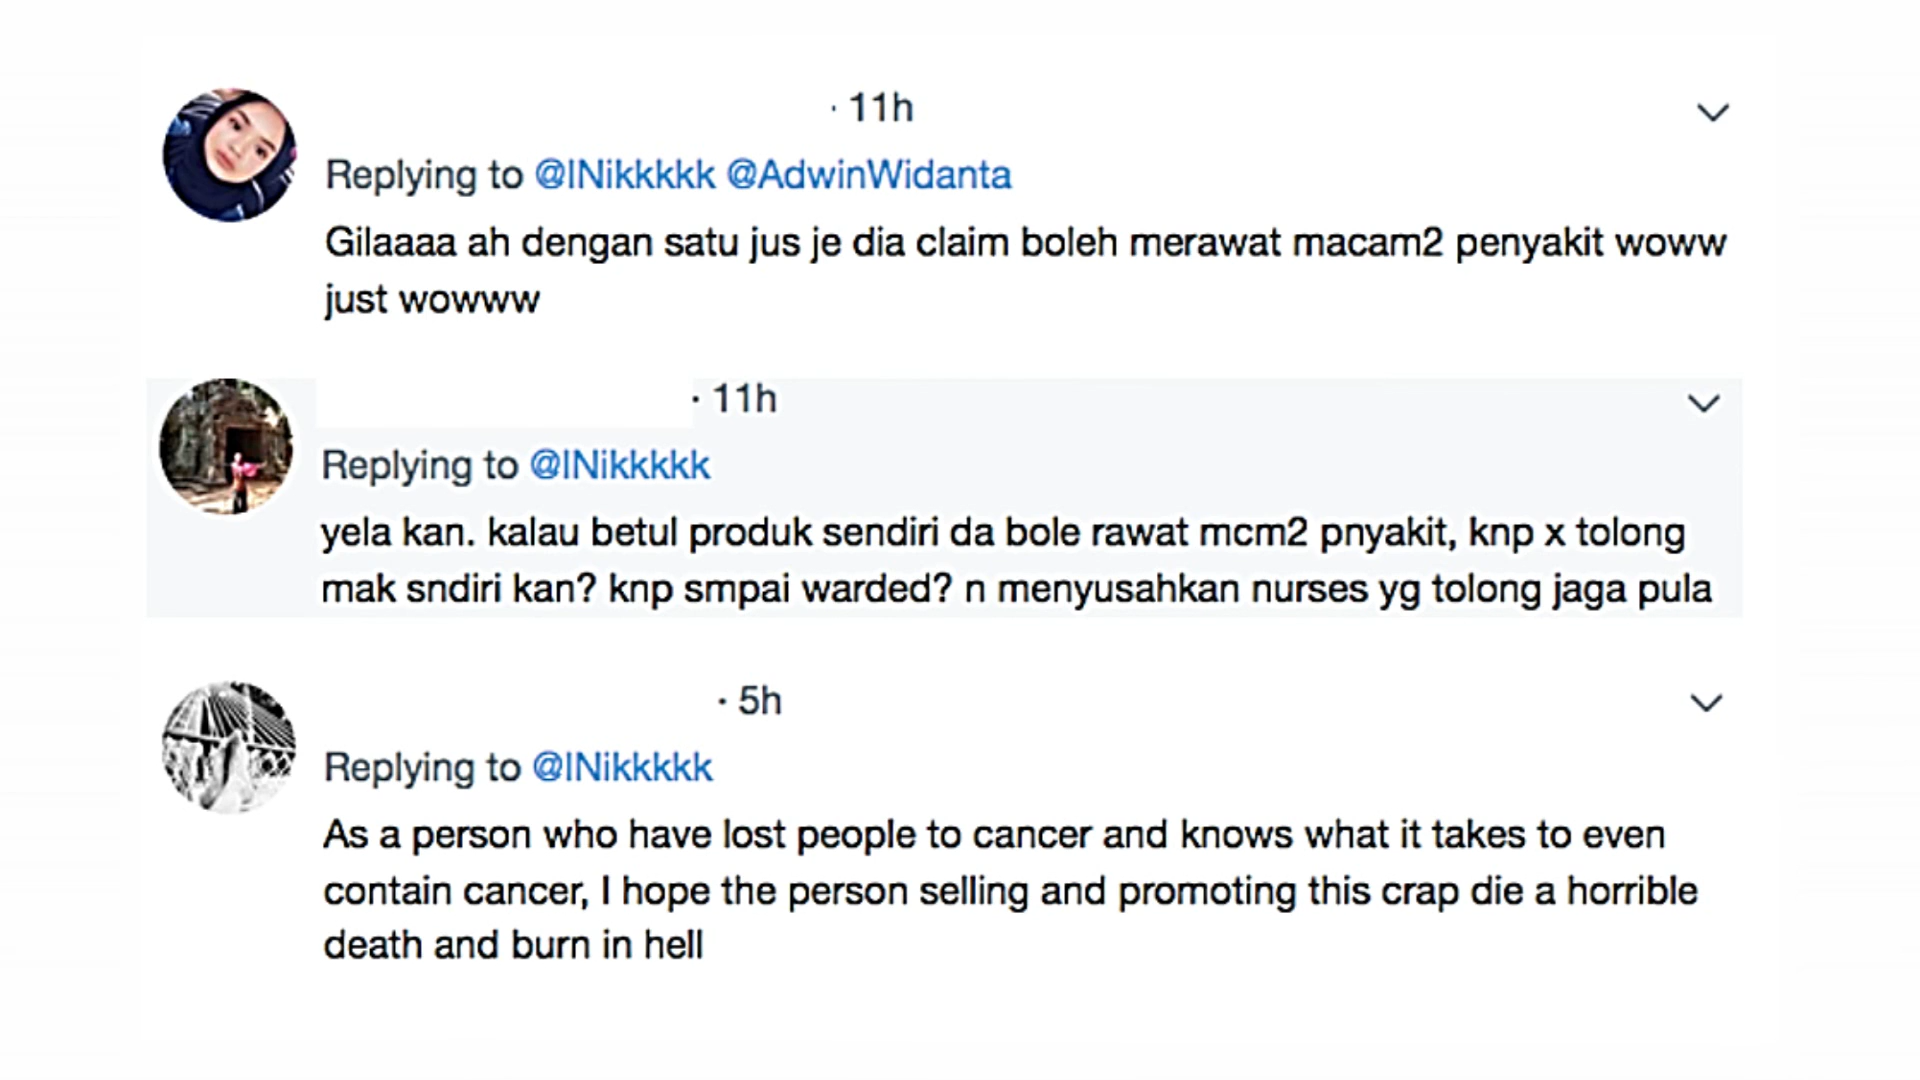 · 11h
Replying to @INikkkkk @AdwinWidanta
Gilaaaa ah dengan satu jus je dia claim boleh merawat macam2 penyakit woww
just wowww
· 11h
Replying to @INikkkkk
yela kan. kalau betul produk sendiri da bole rawat mcm2 pnyakit, knp x tolong
mak sndiri kan? knp smpai warded? n menyusahkan nurses yg tolong jaga pula
· 5h
Replying to @INikkkkk
As a person who have lost people to cancer and knows what it takes to even
contain cancer, I hope the person selling and promoting this crap die a horrible
death and burn in hell